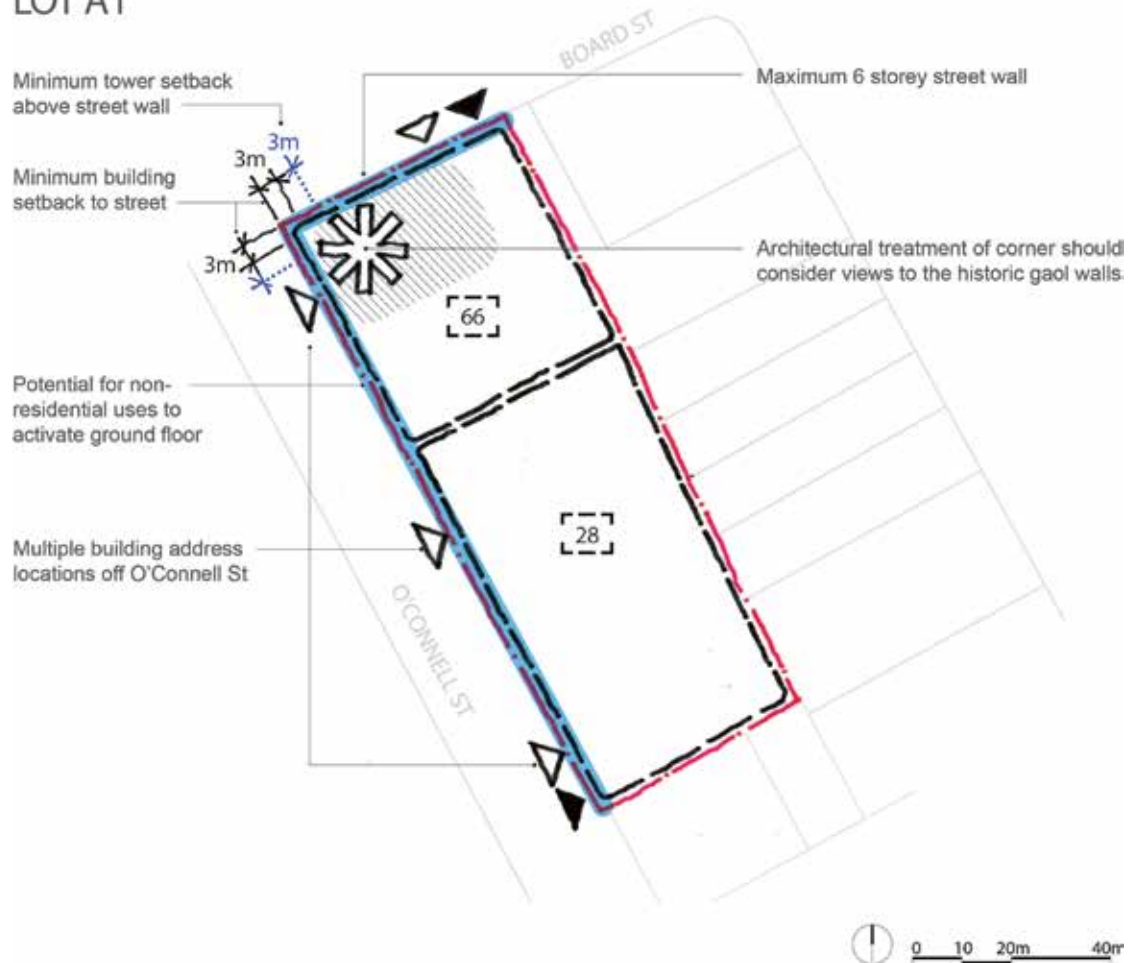 LOT A1
BOARD ST
Minimum tower setback
above street wall
Maximum 6 storey street wall
3m
3m
Minimum building
setback to street
3m
Architectural treatment of corner should
consider views to the historic gaol walls
66
Potential for non-
residential uses to
activate ground floor
28
Multiple building address
locations off O'Connell St
O'CONNELL ST
0 10 20m 40m